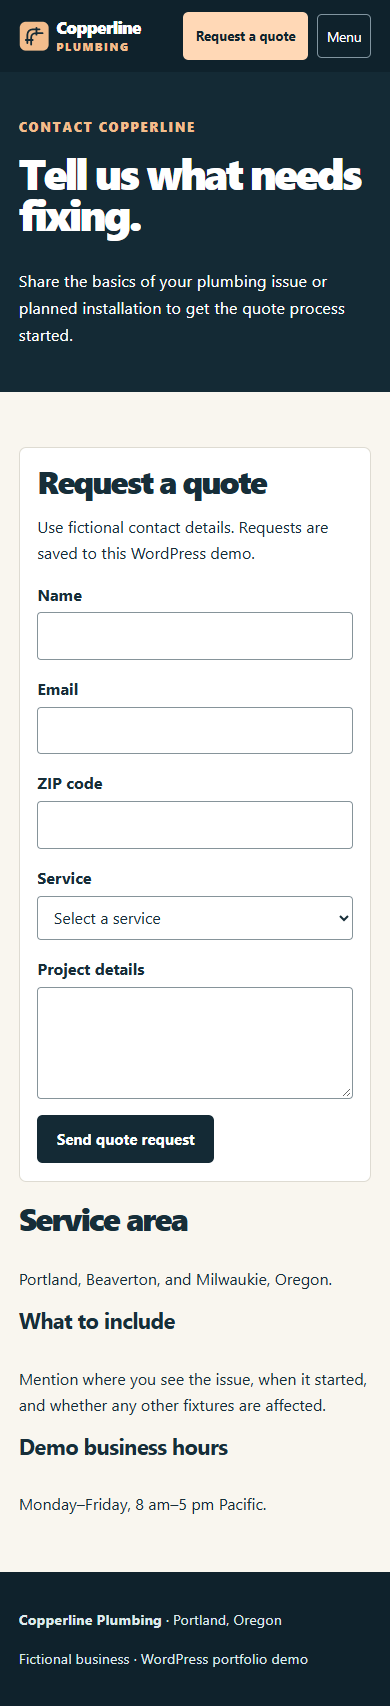 Copperline
PLUMBING
Request a quote
Menu
CONTACT COPPERLINE
Tell us what needs
fixing.
Share the basics of your plumbing issue or
planned installation to get the quote process
started.
Request a quote
Use fictional contact details. Requests are
saved to this WordPress demo.
Name
Email
ZIP code
Service
Select a service
Project details
Send quote request
Service area
Portland, Beaverton, and Milwaukie, Oregon.
What to include
Mention where you see the issue, when it started,
and whether any other fixtures are affected.
Demo business hours
Monday–Friday, 8 am–5 pm Pacific.
Copperline Plumbing · Portland, Oregon
Fictional business · WordPress portfolio demo